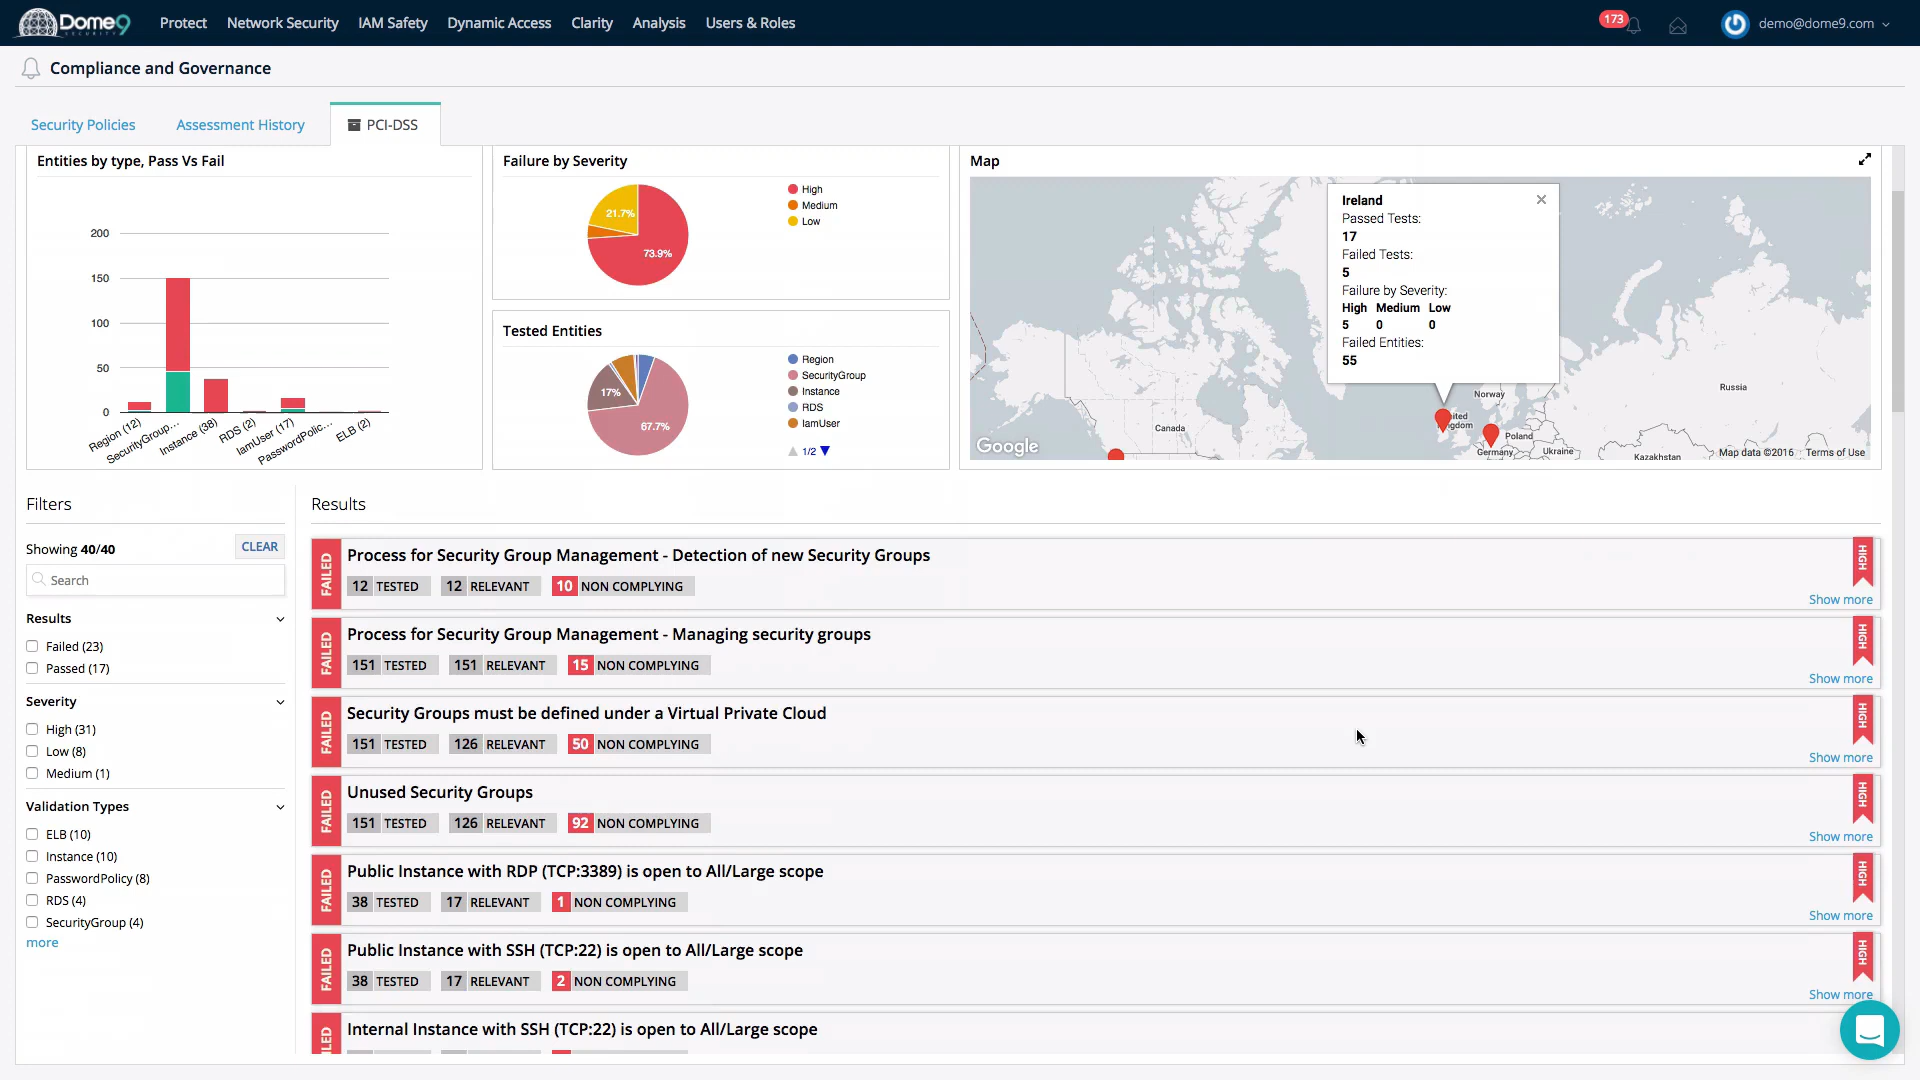 Dome9
SECURITY
Protect
Network Security
IAM Safety
Dynamic Access
Clarity
Analysis
Users & Roles
173
demo@dome9.com
Compliance and Governance
Security Policies
Assessment History
PCI-DSS
Entities by type, Pass Vs Fail
200
150
100
50
0
Region (12)
SecurityGroup...
Instance (38)
RDS (2)
IamUser (17)
PasswordPolic...
ELB (2)
Failure by Severity
21.7%
73.9%
High
Medium
Low
Tested Entities
17%
67.7%
Region
SecurityGroup
Instance
RDS
IamUser
1/2
Map
Ireland
Passed Tests:
17
Failed Tests:
5
Failure by Severity:
High Medium Low
5 0 0
Failed Entities:
55
Norway
Russia
Canada
Poland
Germany
Ukraine
Kazakhstan
Google
Map data ©2016
Terms of Use
Filters
Showing 40/40
CLEAR
Search
Results
Failed (23)
Passed (17)
Severity
High (31)
Low (8)
Medium (1)
Validation Types
ELB (10)
Instance (10)
PasswordPolicy (8)
RDS (4)
SecurityGroup (4)
more
Results
FAILED
Process for Security Group Management - Detection of new Security Groups
12 TESTED 12 RELEVANT 10 NON COMPLYING
HIGH
Show more
FAILED
Process for Security Group Management - Managing security groups
151 TESTED 151 RELEVANT 15 NON COMPLYING
HIGH
Show more
FAILED
Security Groups must be defined under a Virtual Private Cloud
151 TESTED 126 RELEVANT 50 NON COMPLYING
HIGH
Show more
FAILED
Unused Security Groups
151 TESTED 126 RELEVANT 92 NON COMPLYING
HIGH
Show more
FAILED
Public Instance with RDP (TCP:3389) is open to All/Large scope
38 TESTED 17 RELEVANT 1 NON COMPLYING
HIGH
Show more
FAILED
Public Instance with SSH (TCP:22) is open to All/Large scope
38 TESTED 17 RELEVANT 2 NON COMPLYING
HIGH
Show more
Internal Instance with SSH (TCP:22) is open to All/Large scope